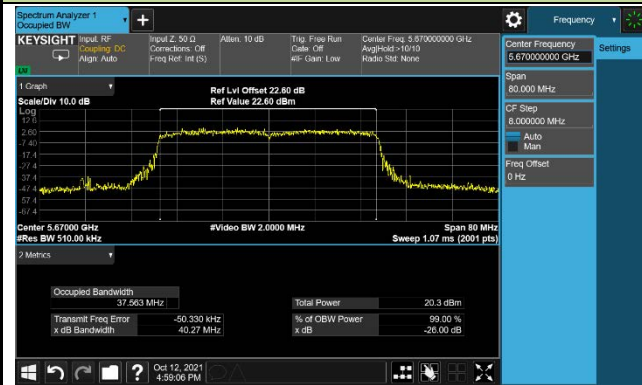 Spectrum Analyzer 1
Occupied BW
+
Frequency
KEYSIGHT
Input: RF
Coupling: DC
Align: Auto
Input Z: 50 Ω
Corrections: Off
Freq Ref: Int (S)
Atten: 10 dB
Trig: Free Run
Gate: Off
#IF Gain: Low
Center Freq: 5.670000000 GHz
Avg|Hold:>10/10
Radio Std: None
Center Frequency
5.670000000 GHz
Settings
Span
80.000 MHz
CF Step
8.000000 MHz
Auto
Man
Freq Offset
0 Hz
1 Graph
Scale/Div 10.0 dB
Ref Lvl Offset 22.60 dB
Ref Value 22.60 dBm
Log
12.6
2.60
-7.40
-17.4
-27.4
-37.4
-47.4
-57.4
-67.4
Center 5.67000 GHz
#Video BW 2.0000 MHz
Span 80 MHz
#Res BW 510.00 kHz
Sweep 1.07 ms (2001 pts)
2 Metrics
Occupied Bandwidth
37.563 MHz
Total Power
20.3 dBm
Transmit Freq Error
-50.330 kHz
% of OBW Power
99.00 %
x dB Bandwidth
40.27 MHz
x dB
-26.00 dB
?
Oct 12, 2021
4:59:06 PM